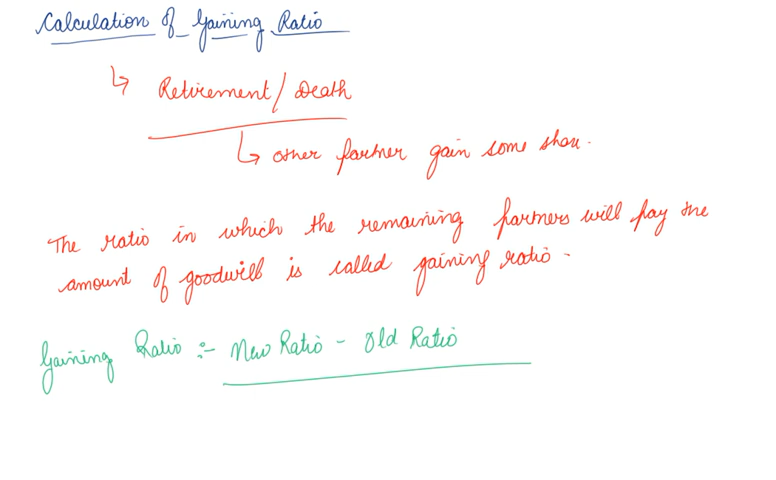 Calculation of Gaining Ratio
↳ Retirement/Death
↳ other partner gain some share.
The ratio in which the remaining partners will pay the
amount of goodwill is called gaining ratio.
Gaining Ratio :- New Ratio - Old Ratio